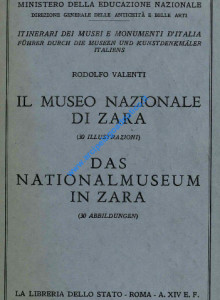 MINISTERO DELLA EDUCAZIONE NAZIONALE
DIREZIONE GENERALE DELLE ANTICHITÀ E BELLE ARTI
ITINERARI DEI MUSEI E MONUMENTI D'ITALIA
FÜHRER DURCH DIE MUSEEN UND KUNSTDENKMÄLER
ITALIENS
RODOLFO VALENTI
IL MUSEO NAZIONALE
DI ZARA
(50 ILLUSTRAZIONI)
DAS
NATIONALMUSEUM
IN ZARA
(50 ABBILDUNGEN)
LA LIBRERIA DELLO STATO - ROMA - A. XIV E. F.